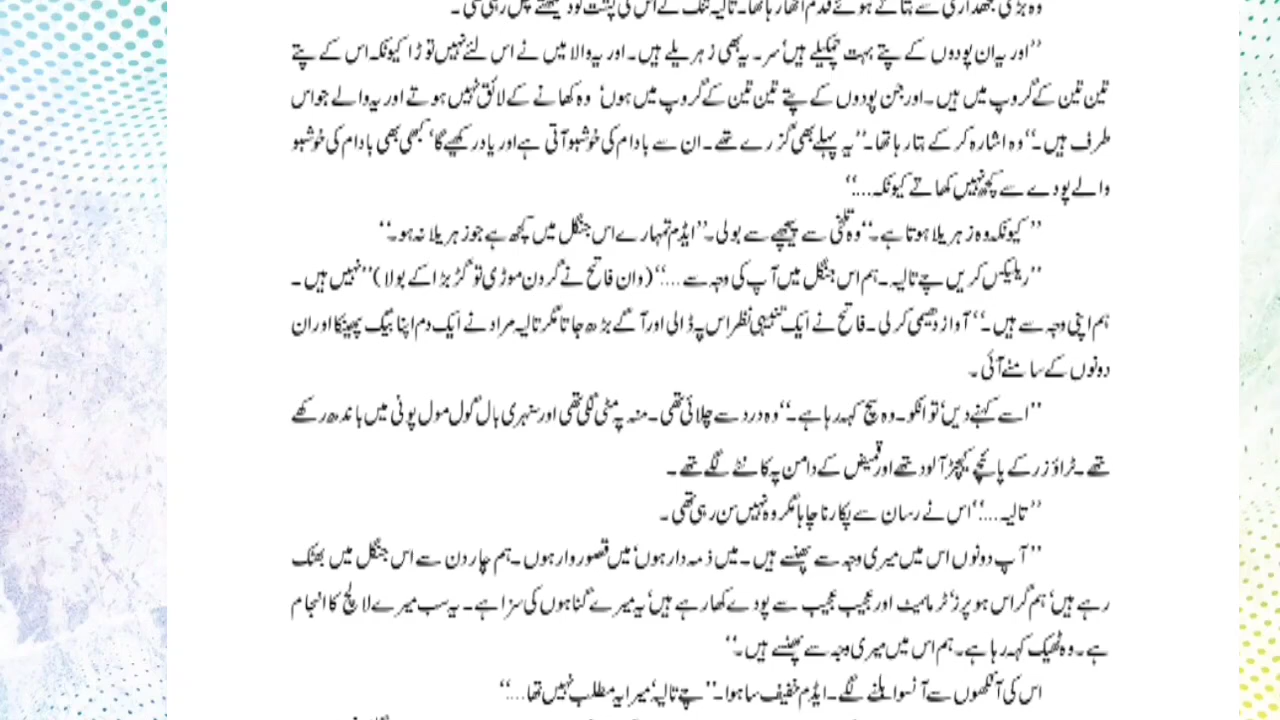 وہ بڑی سمجھداری سے بتاتے ہوئے قدم اٹھا رہا تھا۔ تالیہ تنگ کے اس کی پشت کو دیکھتے چل رہی تھی۔
’’اور یہ ان پودوں کے پتے بہت چمکیلے ہیں‘ سر۔ یہ بھی زہریلے ہیں۔ اور یہ والا میں نے اس لئے نہیں توڑا کیونکہ اس کے پتے
تین تین کے گروپ میں ہیں۔ اور جن پودوں کے پتے تین تین کے گروپ میں ہوں‘ وہ کھانے کے لائق نہیں ہوتے اور یہ والے جو اس
طرف ہیں۔‘‘ وہ اشارہ کر کے بتا رہا تھا۔ ’’یہ پہلے بھی گزرے تھے۔ ان سے بادام کی خوشبو آتی ہے اور یاد رکھیے گا‘ کبھی بھی بادام کی خوشبو
والے پودے سے کچھ نہیں کھاتے کیونکہ....‘‘
’’کیونکہ وہ زہریلا ہوتا ہے۔‘‘ وہ تلخی سے پیچھے سے بولی۔ ’’ایڈم تمہارے اس جنگل میں کچھ ہے جو زہریلا نہ ہو۔‘‘
’’ریلیکس کریں چے تالیہ۔ ہم اس جنگل میں آپ کی وجہ سے....‘‘ (وان فاتح نے گردن موڑی تو گڑبڑا کے بولا) ’’نہیں ہیں۔
ہم اپنی وجہ سے ہیں۔‘‘ آواز دھیمی کر لی۔ فاتح نے ایک تنبیہی نظر اس پہ ڈالی اور آگے بڑھ جاتا مگر تالیہ مراد نے ایک دم اپنا بیگ پھینکا اور ان
دونوں کے سامنے آئی۔
’’اسے کہنے دیں‘ توانکو۔ وہ سچ کہہ رہا ہے۔‘‘ وہ درد سے چلائی تھی۔ منہ پہ مٹی لگی تھی اور سنہری بال گول مول پونی میں باندھ رکھے
تھے۔ ٹراؤزر کے پائنچے کیچڑ آلود تھے اور قمیض کے دامن پہ کانٹے لگے تھے۔
’’تالیہ....‘‘ اس نے رسان سے پکارنا چاہا مگر وہ نہیں سن رہی تھی۔
’’آپ دونوں اس میں میری وجہ سے پھنسے ہیں۔ میں ذمہ دار ہوں‘ میں قصور وار ہوں۔ ہم چار دن سے اس جنگل میں بھٹک
رہے ہیں‘ ہم گراس ہوپرز‘ ٹرمائیٹ اور عجیب عجیب سے پودے کھا رہے ہیں‘ یہ میرے گناہوں کی سزا ہے۔ یہ سب میرے لالچ کا انجام
ہے۔ وہ ٹھیک کہہ رہا ہے۔ ہم اس میں میری وجہ سے پھنسے ہیں۔‘‘
اس کی آنکھوں سے آنسو ابلنے لگے۔ ایڈم خفیف سا ہوا۔ ’’چے تالیہ‘ میرا یہ مطلب نہیں تھا....‘‘